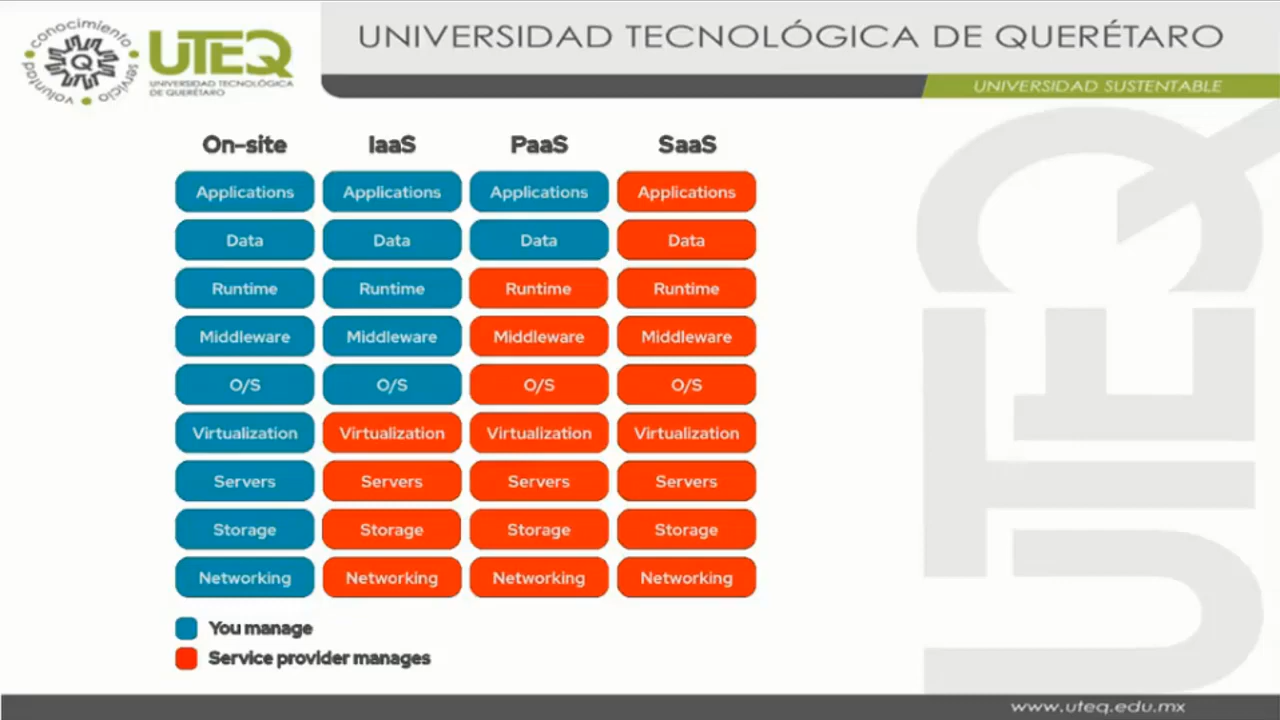 conocimiento
servicio
voluntad
Q
UTEQ
UNIVERSIDAD TECNOLÓGICA
DE QUERÉTARO
UNIVERSIDAD TECNOLÓGICA DE QUERÉTARO
UNIVERSIDAD SUSTENTABLE
On-site IaaS PaaS SaaS
Applications Applications Applications Applications
Data Data Data Data
Runtime Runtime Runtime Runtime
Middleware Middleware Middleware Middleware
O/S O/S O/S O/S
Virtualization Virtualization Virtualization Virtualization
Servers Servers Servers Servers
Storage Storage Storage Storage
Networking Networking Networking Networking
You manage
Service provider manages
UTEQ
www.uteq.edu.mx